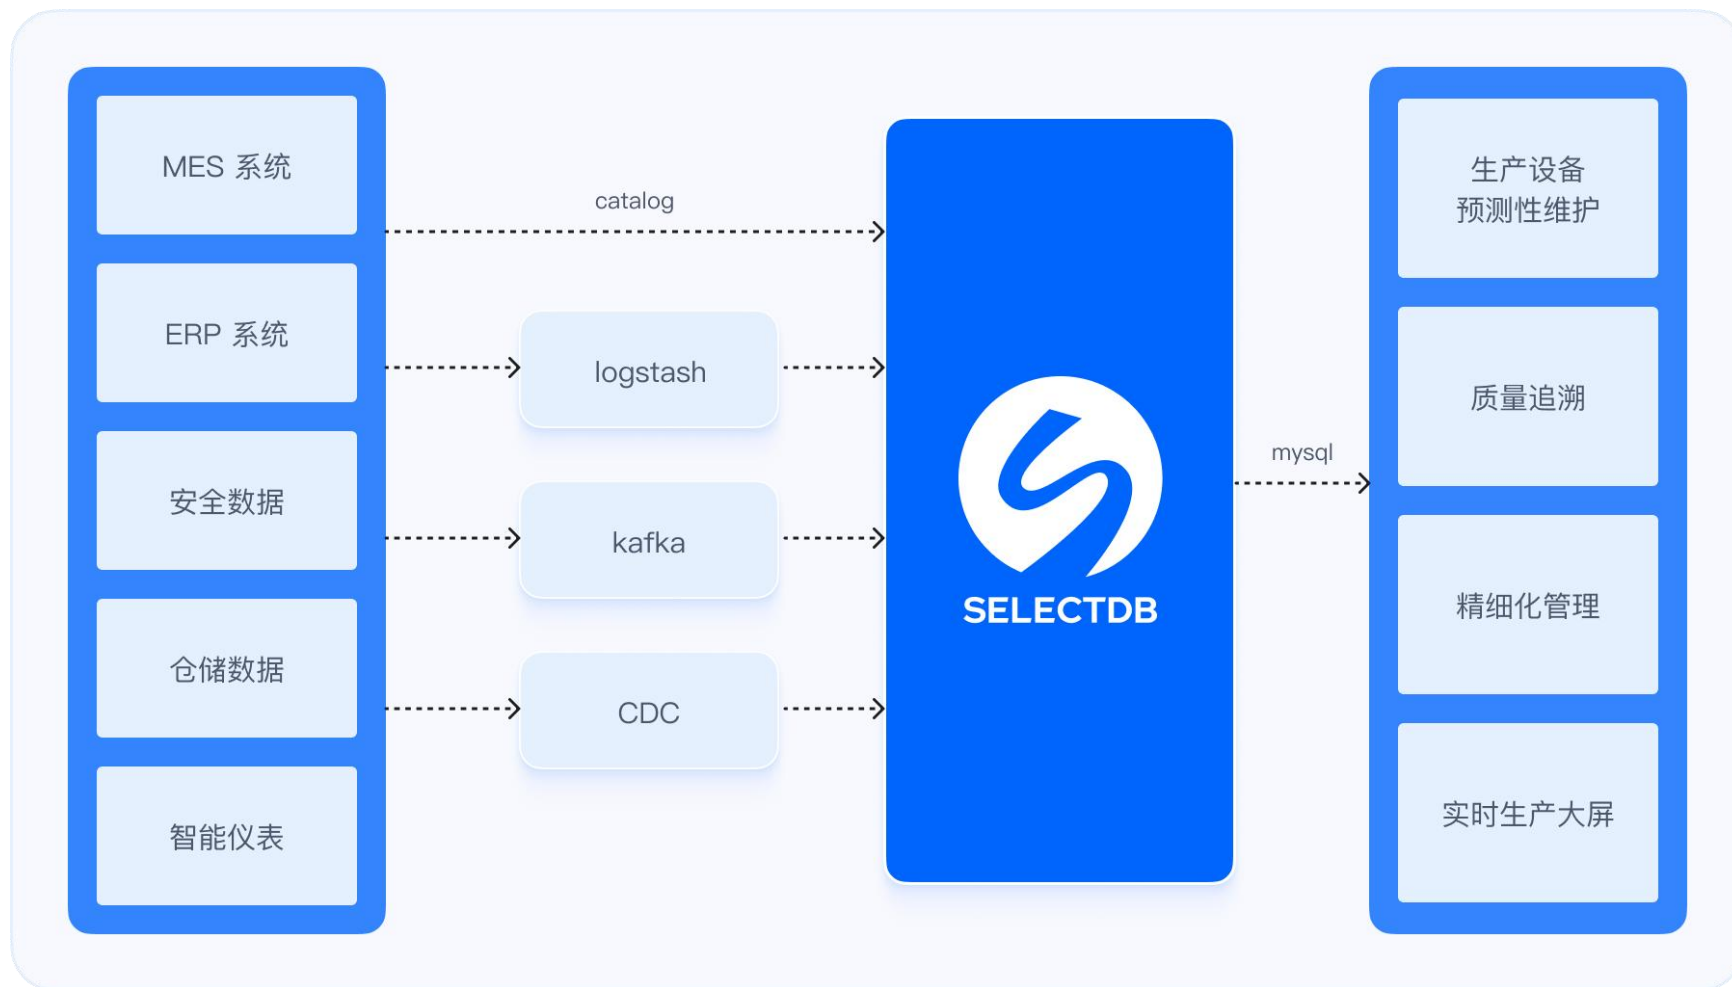 MES 系统
ERP 系统
安全数据
仓储数据
智能仪表
catalog
logstash
kafka
CDC
SELECTDB
mysql
生产设备
预测性维护
质量追溯
精细化管理
实时生产大屏